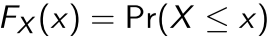 F_X(x) = Pr(X ≤ x)